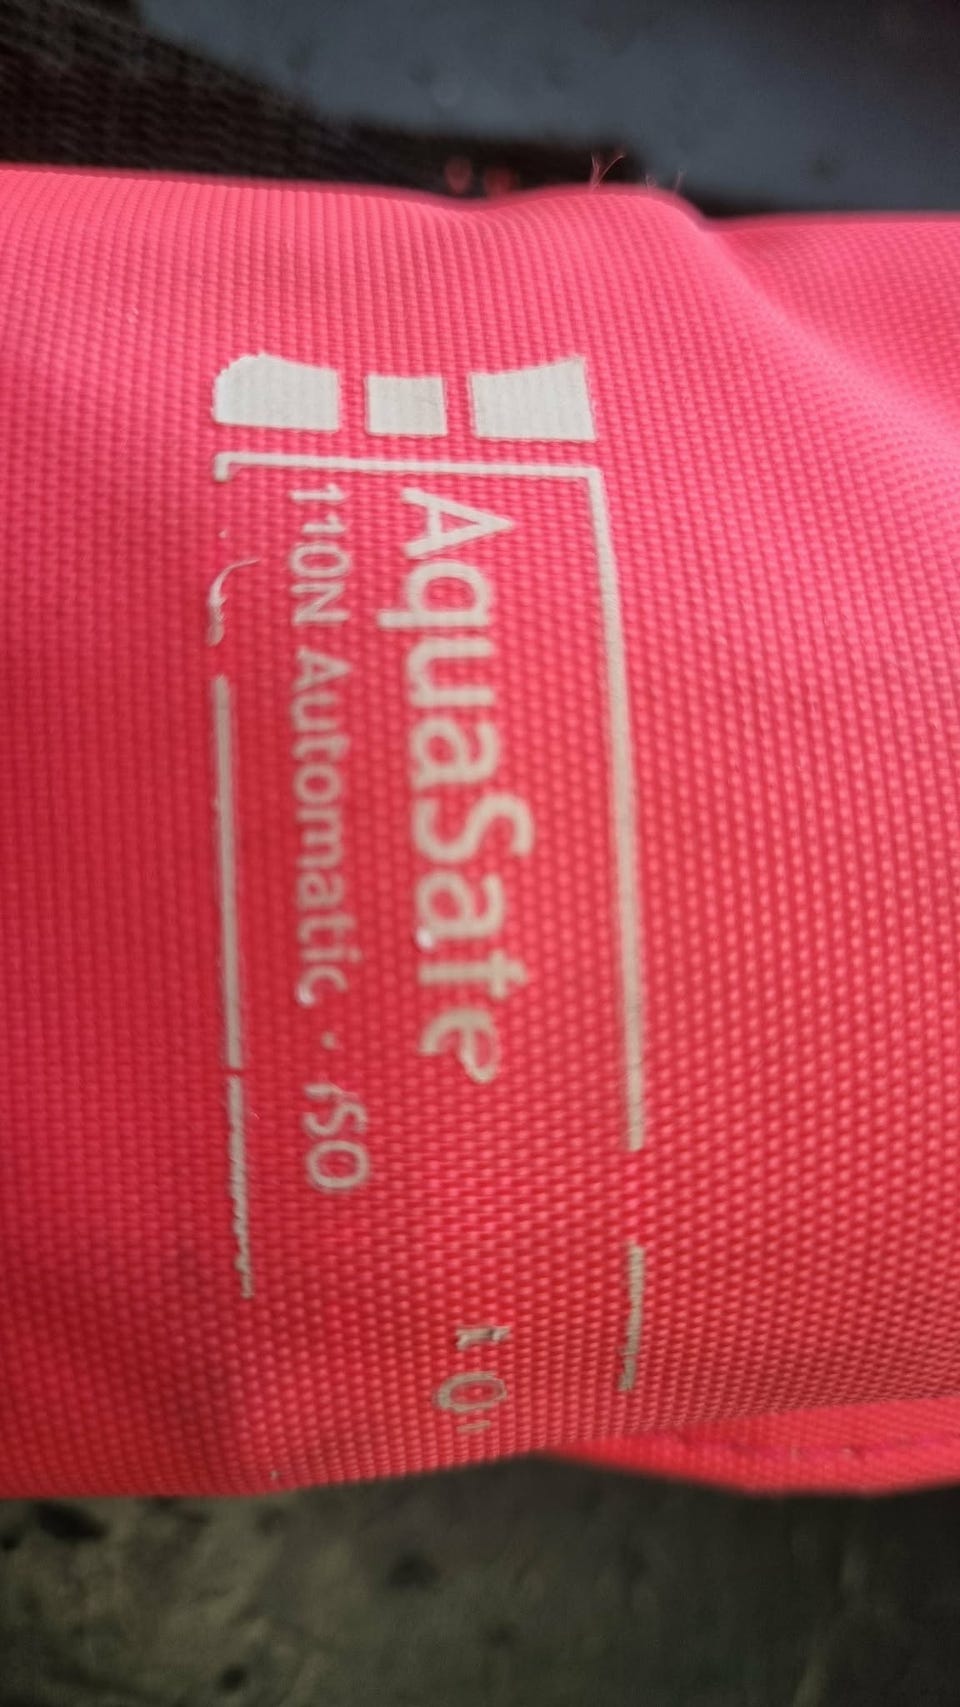 AquaSafe
110N Automatic · ISO